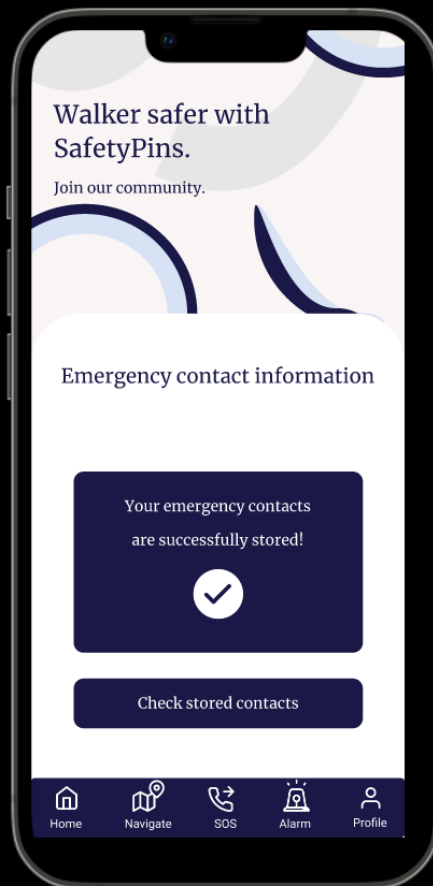 Walker safer with
SafetyPins.
Join our community.
Emergency contact information
Your emergency contacts
are successfully stored!
Check stored contacts
Home Navigate SOS Alarm Profile